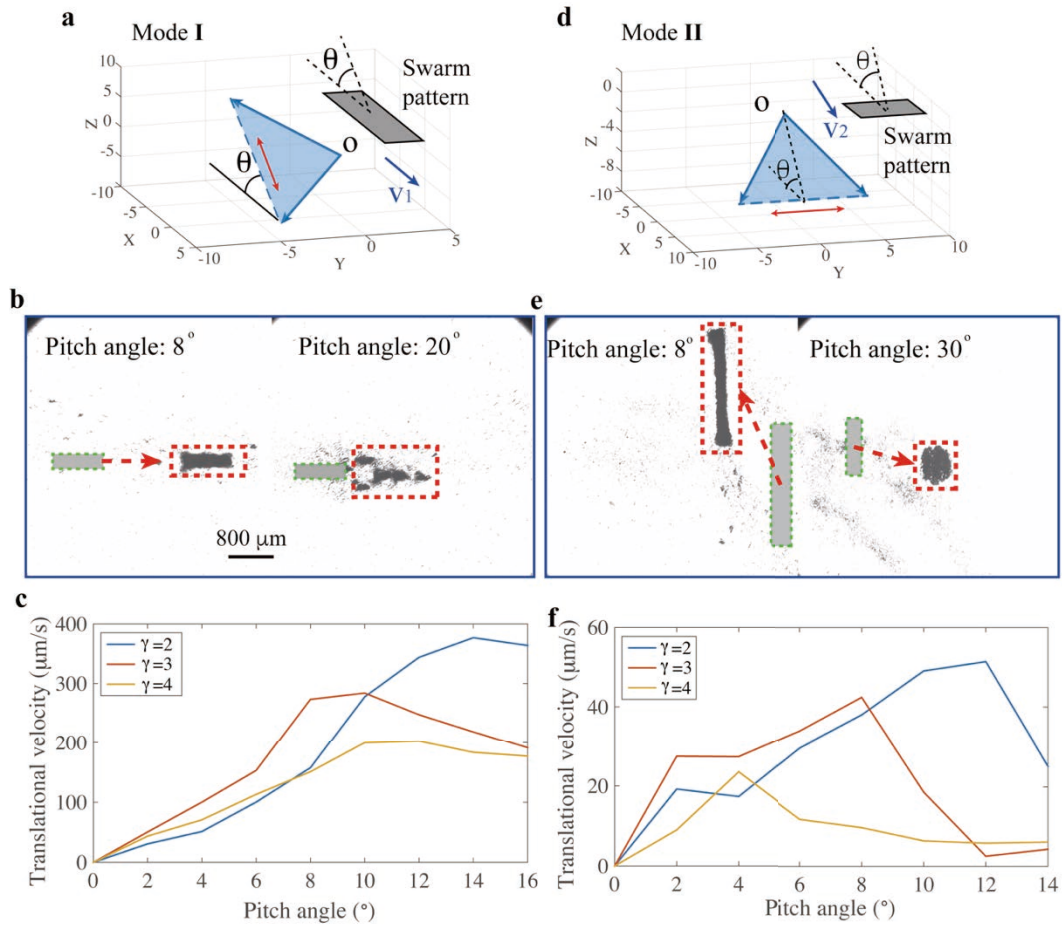 a
Mode I
θ
Swarm
pattern
10
5
0
-5
-10
Z
θ
O
V1
-10
-5
0
5
X
-10
-5
0
5
Y
d
Mode II
θ
O
V2
Swarm
pattern
0
-2
-4
-6
-8
-10
Z
θ
-10
-5
0
5
10
X
-10
-5
0
5
10
Y
b
Pitch angle: 8°
Pitch angle: 20°
800 μm
e
Pitch angle: 8°
Pitch angle: 30°
c
400
300
200
100
0
Translational velocity (μm/s)
γ=2
γ=3
γ=4
0 2 4 6 8 10 12 14 16
Pitch angle (°)
f
60
40
20
0
Translational velocity (μm/s)
γ=2
γ=3
γ=4
0 2 4 6 8 10 12 14
Pitch angle (°)